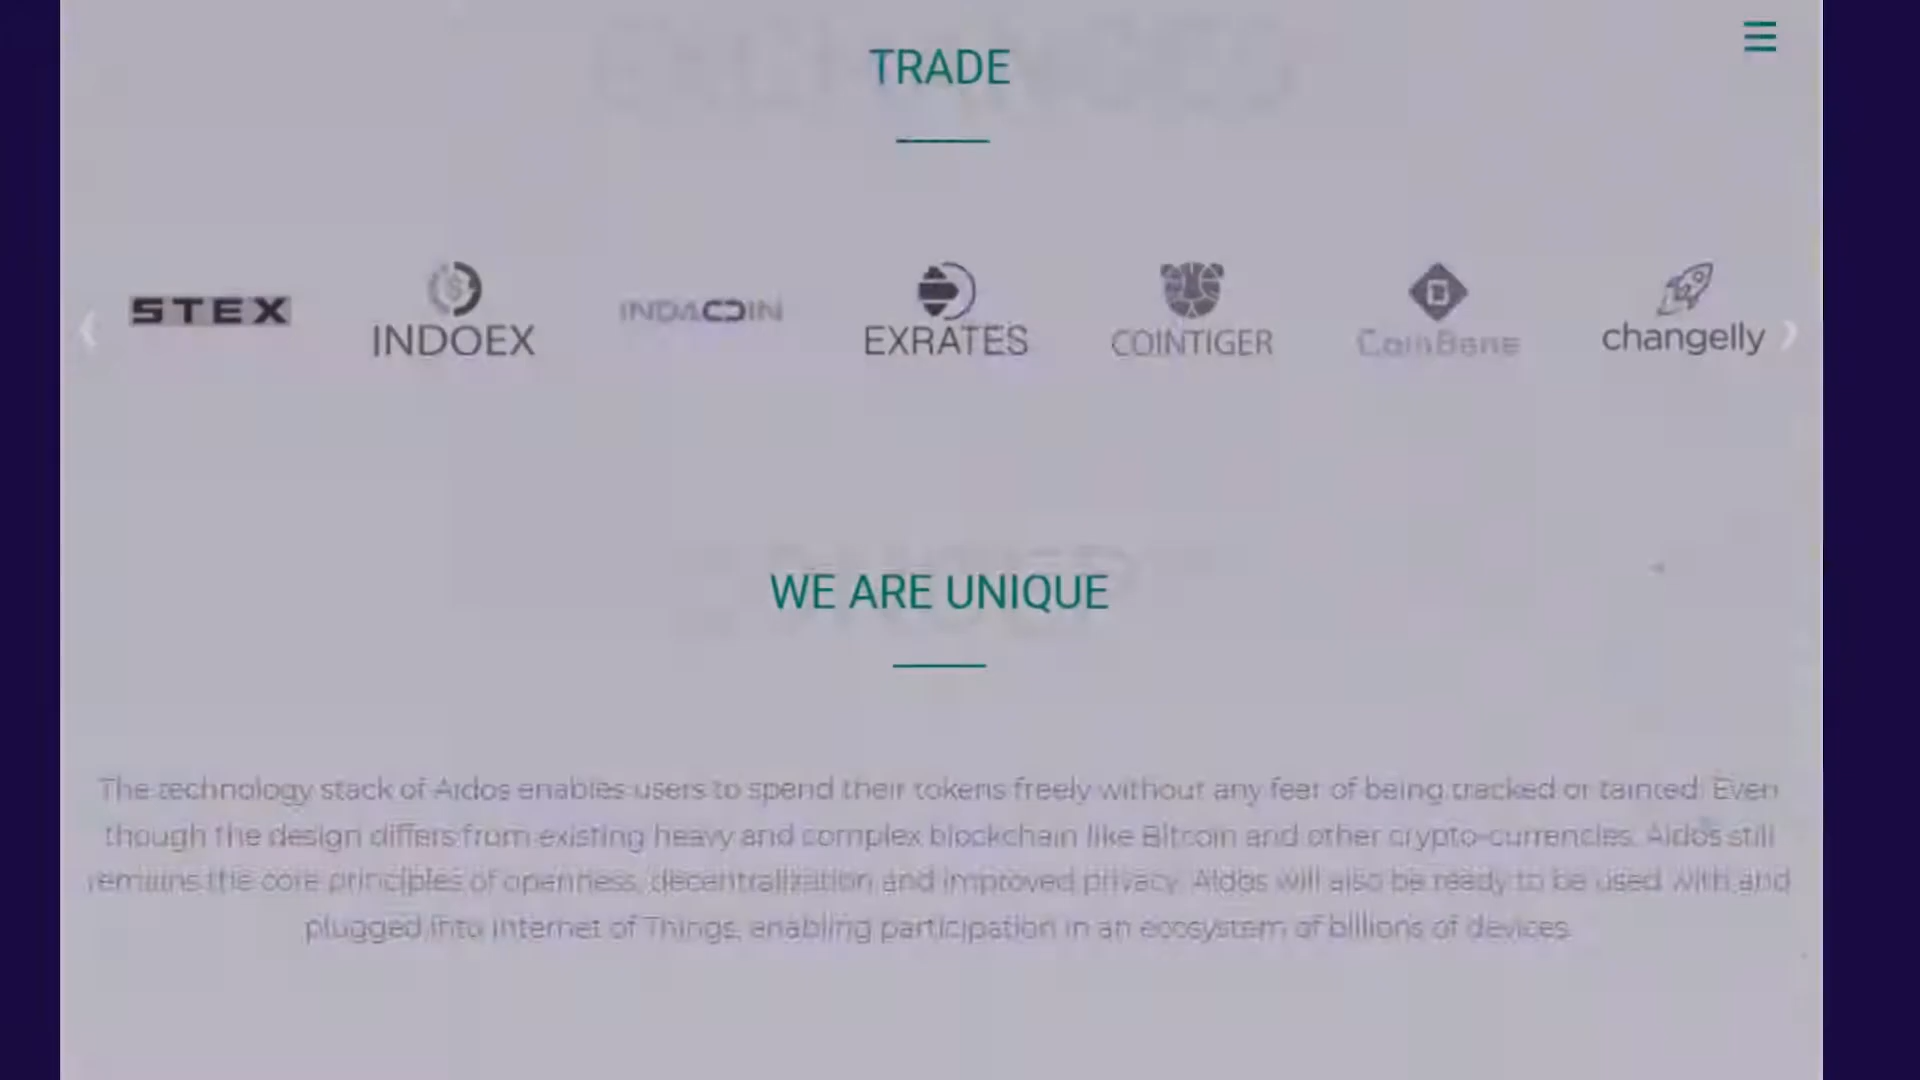 TRADE
STEX
INDOEX
INDACOIN
EXRATES
COINTIGER
CoinBene
changelly
WE ARE UNIQUE
The technology stack of Aidos enables users to spend their tokens freely without any fear of being tracked or tainted. Even
though the design differs from existing heavy and complex blockchain like Bitcoin and other crypto-currencies. Aidos still
remains the core principles of openness, decentralization and improved privacy. Aidos will also be ready to be used with and
plugged into Internet of Things, enabling participation in an ecosystem of billions of devices.